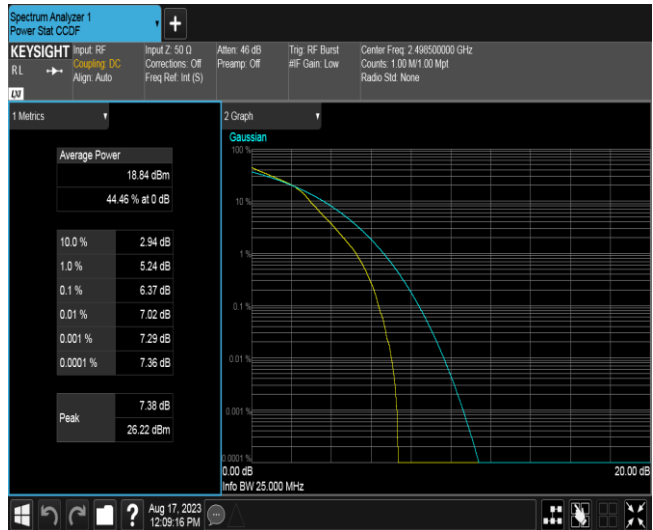 Spectrum Analyzer 1
Power Stat CCDF
+
KEYSIGHT
RL
LXI
Input: RF
Coupling: DC
Align: Auto
Input Z: 50 Ω
Corrections: Off
Freq Ref: Int (S)
Atten: 46 dB
Preamp: Off
Trig: RF Burst
#IF Gain: Low
Center Freq: 2.498500000 GHz
Counts: 1.00 M/1.00 Mpt
Radio Std: None
1 Metrics
Average Power
18.84 dBm
44.46 % at 0 dB
10.0 % 2.94 dB
1.0 % 5.24 dB
0.1 % 6.37 dB
0.01 % 7.02 dB
0.001 % 7.29 dB
0.0001 % 7.36 dB
Peak
7.38 dB
26.22 dBm
2 Graph
Gaussian
100 %
10 %
1 %
0.1 %
0.01 %
0.001 %
0.0001 %
0.00 dB
20.00 dB
Info BW 25.000 MHz
?
Aug 17, 2023
12:09:16 PM